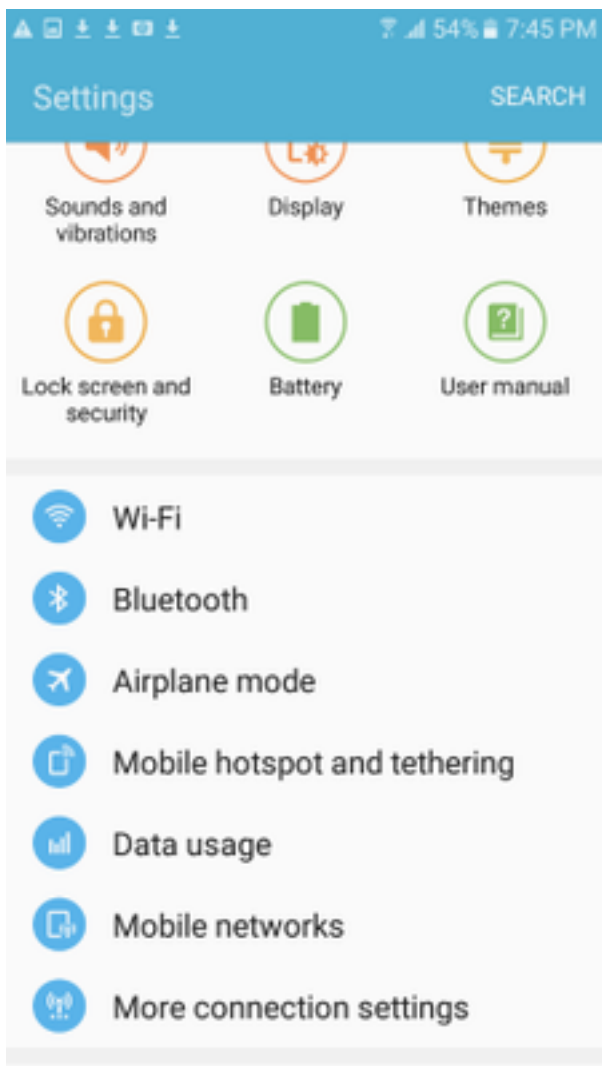 54% 7:45 PM
Settings SEARCH
Sounds and vibrations Display Themes
Lock screen and security Battery User manual
Wi-Fi
Bluetooth
Airplane mode
Mobile hotspot and tethering
Data usage
Mobile networks
More connection settings